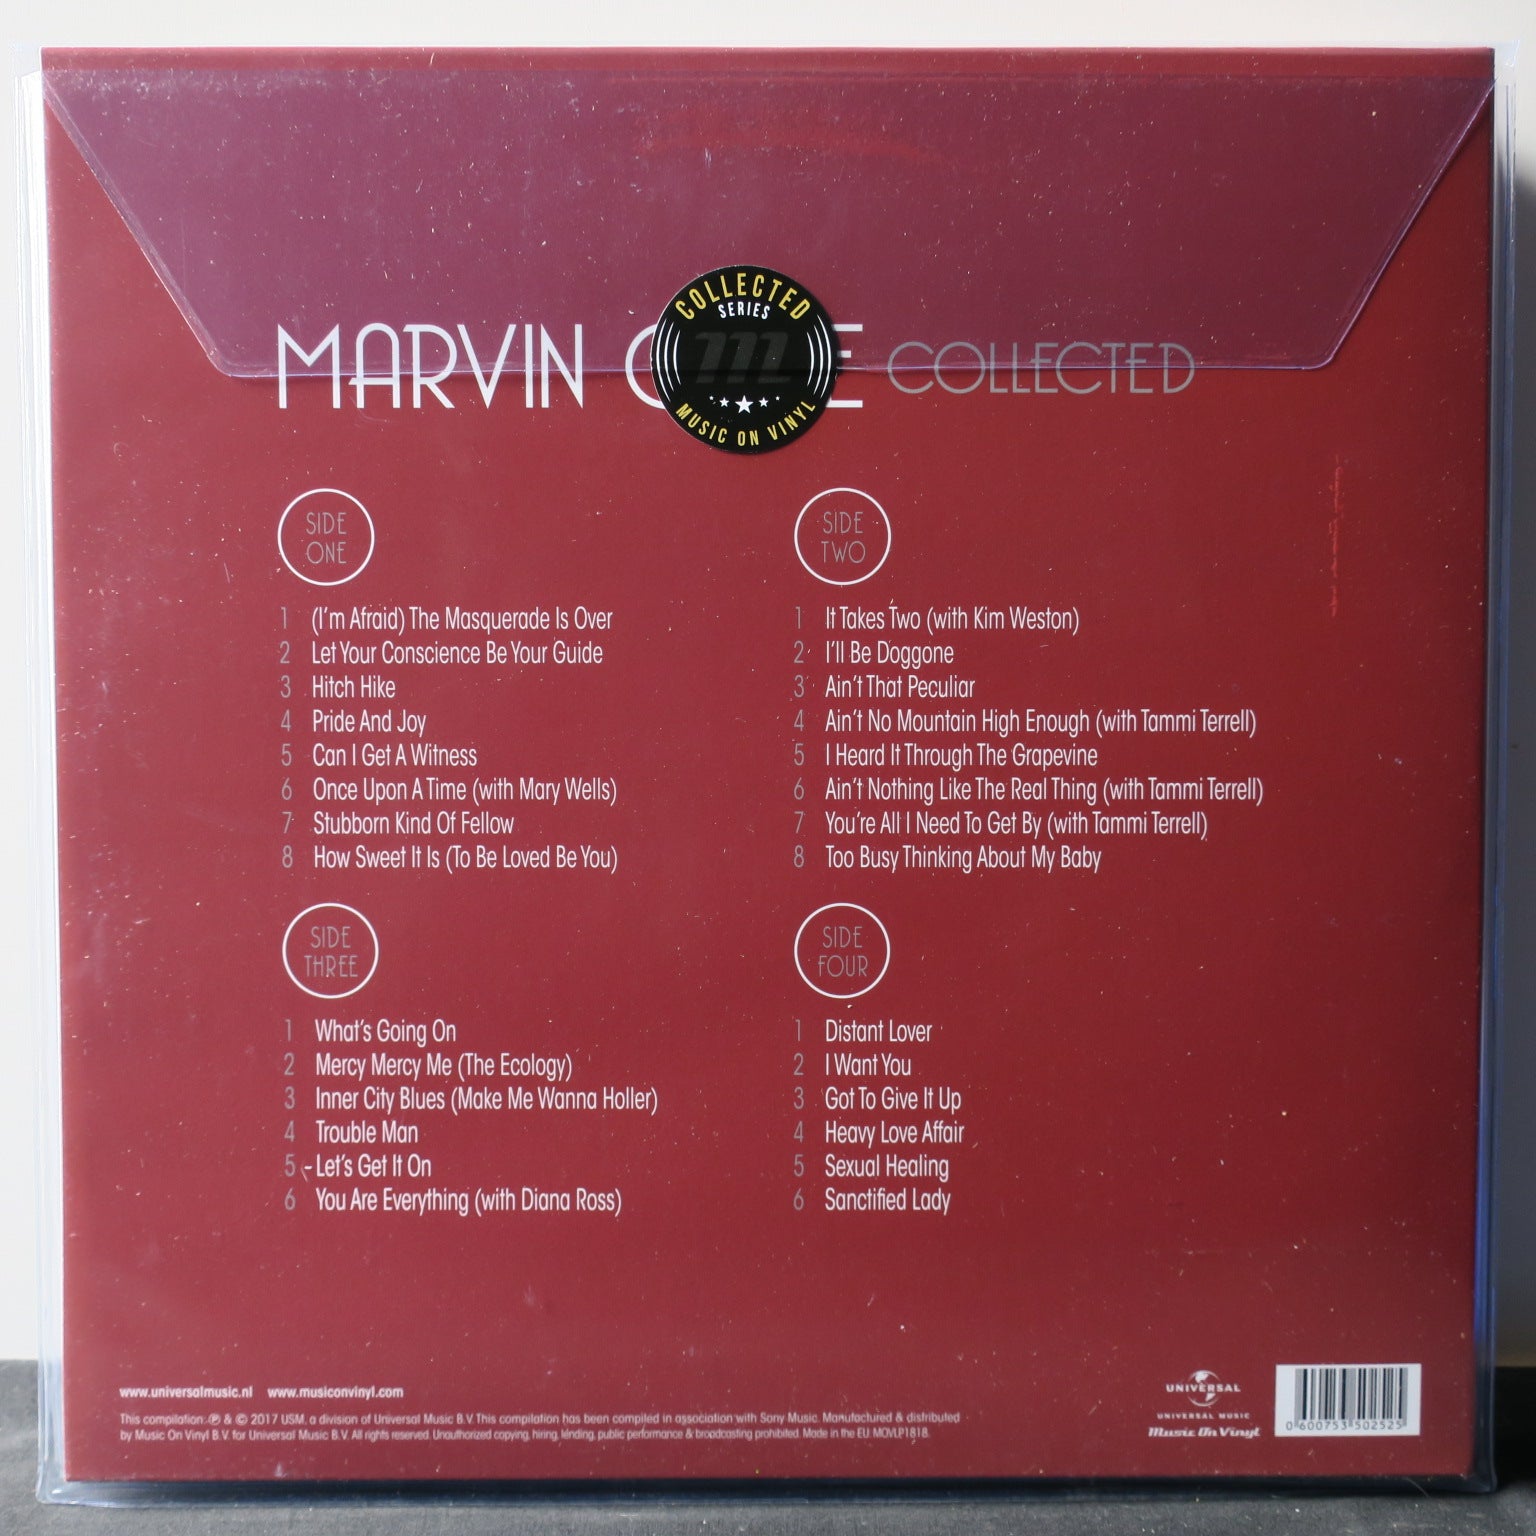 COLLECTED
SERIES
m
MUSIC ON VINYL
MARVIN G E COLLECTED
SIDE
ONE
1 (I'm Afraid) The Masquerade Is Over
2 Let Your Conscience Be Your Guide
3 Hitch Hike
4 Pride And Joy
5 Can I Get A Witness
6 Once Upon A Time (with Mary Wells)
7 Stubborn Kind Of Fellow
8 How Sweet It Is (To Be Loved Be You)
SIDE
TWO
1 It Takes Two (with Kim Weston)
2 I'll Be Doggone
3 Ain't That Peculiar
4 Ain't No Mountain High Enough (with Tammi Terrell)
5 I Heard It Through The Grapevine
6 Ain't Nothing Like The Real Thing (with Tammi Terrell)
7 You're All I Need To Get By (with Tammi Terrell)
8 Too Busy Thinking About My Baby
SIDE
THREE
1 What's Going On
2 Mercy Mercy Me (The Ecology)
3 Inner City Blues (Make Me Wanna Holler)
4 Trouble Man
5 Let's Get It On
6 You Are Everything (with Diana Ross)
SIDE
FOUR
1 Distant Lover
2 I Want You
3 Got To Give It Up
4 Heavy Love Affair
5 Sexual Healing
6 Sanctified Lady
www.universalmusic.nl www.musiconvinyl.com
This compilation: ℗ & © 2017 USM, a division of Universal Music B.V. This compilation has been compiled in association with Sony Music. Manufactured & distributed
by Music On Vinyl B.V. for Universal Music B.V. All rights reserved. Unauthorized copying, hiring, lending, public performance & broadcasting prohibited. Made in the EU. MOVLP1818.
UNIVERSAL
UNIVERSAL MUSIC
Music On Vinyl
0 600753 502525